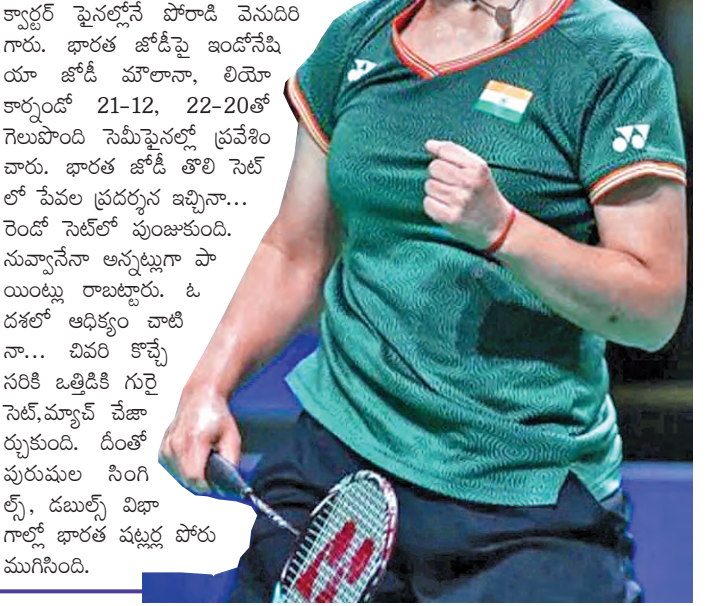 క్వార్టర్ ఫైనల్లోనే పోరాడి వెనుదిరి
గారు. భారత జోడీపై ఇండోనేషి
యా జోడీ మౌలానా, లియో
కార్నండో 21-12, 22-20తో
గెలుపొంది సెమీఫైనల్లో ప్రవేశిం
చారు. భారత జోడీ తొలి సెట్
లో పేవల ప్రదర్శన ఇచ్చినా...
రెండో సెట్‌లో పుంజుకుంది.
నువ్వానేనా అన్నట్లుగా పా
యింట్లు రాబట్టారు. ఓ
దశలో ఆధిక్యం చాటి
నా... చివరి కొచ్చే
సరికి ఒత్తిడికి గురై
సెట్,మ్యాచ్ చేజా
ర్చుకుంది. దీంతో
పురుషుల సింగి
ల్స్, డబుల్స్ విభా
గాల్లో భారత షట్లర్ల పోరు
ముగిసింది.